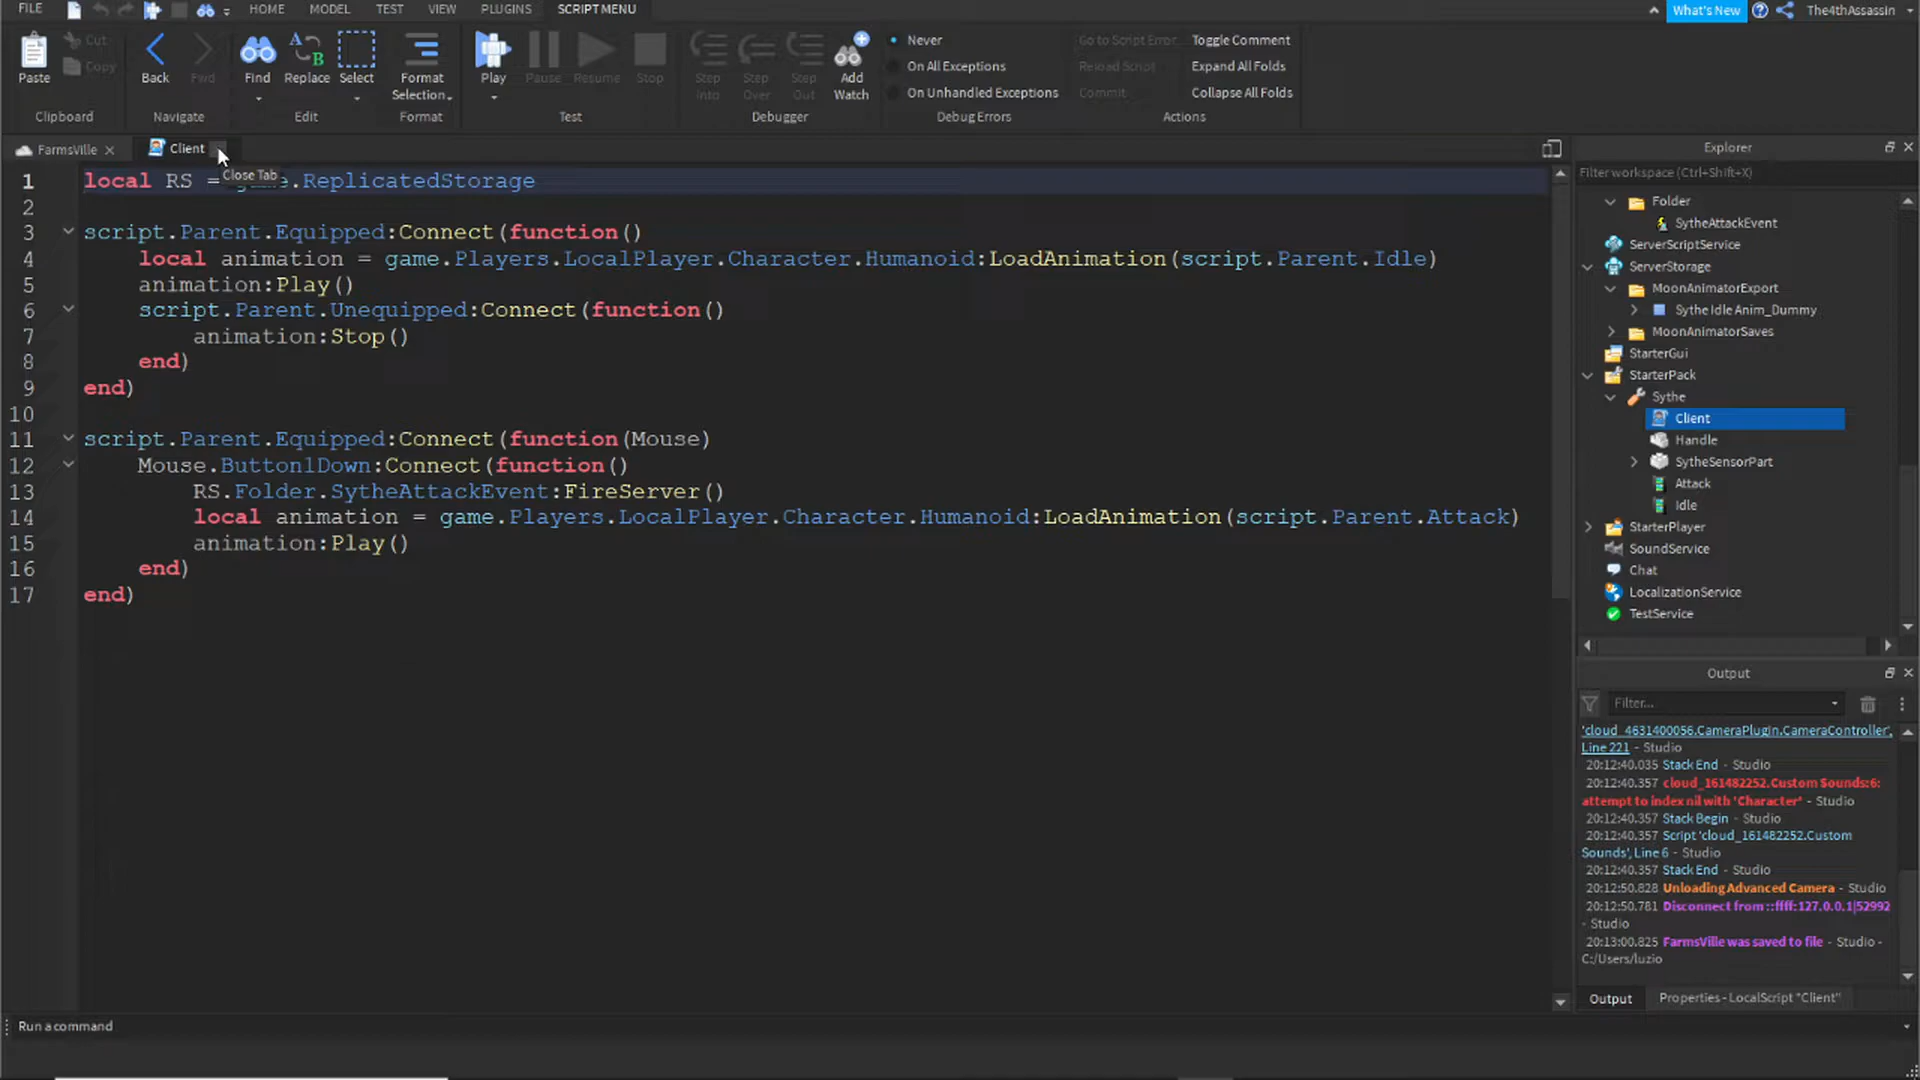 FILE HOME MODEL TEST VIEW PLUGINS SCRIPT MENU What's New The4thAssassin
Paste Cut Copy
Clipboard
Back Fwd
Navigate
Find Replace Select
Edit
Format Selection
Format
Play Pause Resume Stop
Test
Step Into Step Over Step Out Add Watch
Debugger
Never
On All Exceptions
On Unhandled Exceptions
Debug Errors
Go to Script Error
Reload Script
Commit
Toggle Comment
Expand All Folds
Collapse All Folds
Actions
FarmsVille Client
Close Tab
1 local RS = game.ReplicatedStorage
2
3 script.Parent.Equipped:Connect(function()
4 local animation = game.Players.LocalPlayer.Character.Humanoid:LoadAnimation(script.Parent.Idle)
5 animation:Play()
6 script.Parent.Unequipped:Connect(function()
7 animation:Stop()
8 end)
9 end)
10
11 script.Parent.Equipped:Connect(function(Mouse)
12 Mouse.Button1Down:Connect(function()
13 RS.Folder.SytheAttackEvent:FireServer()
14 local animation = game.Players.LocalPlayer.Character.Humanoid:LoadAnimation(script.Parent.Attack)
15 animation:Play()
16 end)
17 end)
Explorer
Filter workspace (Ctrl+Shift+X)
Folder
SytheAttackEvent
ServerScriptService
ServerStorage
MoonAnimatorExport
Sythe Idle Anim_Dummy
MoonAnimatorSaves
StarterGui
StarterPack
Sythe
Client
Handle
SytheSensorPart
Attack
Idle
StarterPlayer
SoundService
Chat
LocalizationService
TestService
Output
Filter...
'cloud_4631400056.CameraPlugin.CameraController',
Line 221 - Studio
20:12:40.035 Stack End - Studio
20:12:40.357 cloud_161482252.Custom Sounds:6:
attempt to index nil with 'Character' - Studio
20:12:40.357 Stack Begin - Studio
20:12:40.357 Script 'cloud_161482252.Custom
Sounds', Line 6 - Studio
20:12:40.357 Stack End - Studio
20:12:50.828 Unloading Advanced Camera - Studio
20:12:50.781 Disconnect from ::ffff:127.0.0.1|52992
- Studio
20:13:00.825 FarmsVille was saved to file - Studio -
C:/Users/luzio
Output Properties - LocalScript "Client"
Run a command